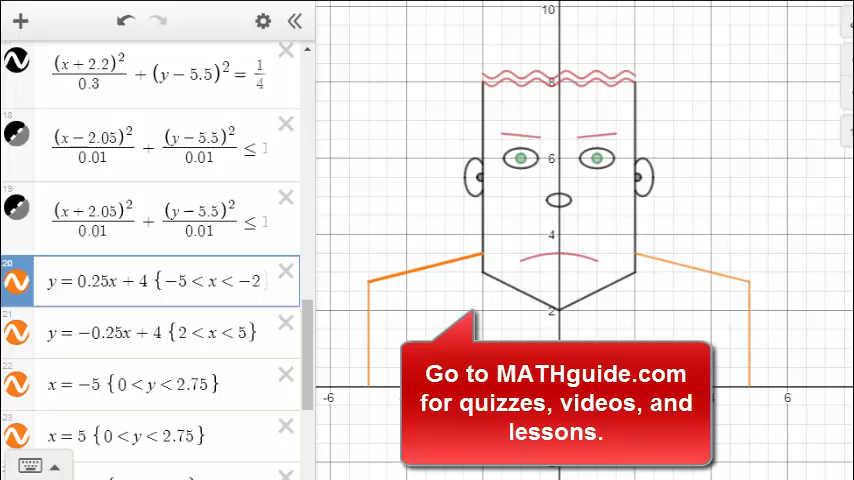 (x + 2.2)² / 0.3 + (y − 5.5)² = 1/4
18
(x − 2.05)² / 0.01 + (y − 5.5)² / 0.01 ≤ 1
19
(x + 2.05)² / 0.01 + (y − 5.5)² / 0.01 ≤ 1
20
y = 0.25x + 4 {−5 < x < −2
21
y = −0.25x + 4 {2 < x < 5}
22
x = −5 {0 < y < 2.75}
23
x = 5 {0 < y < 2.75}
10
8
6
4
2
-6
6
Go to MATHguide.com
for quizzes, videos, and
lessons.